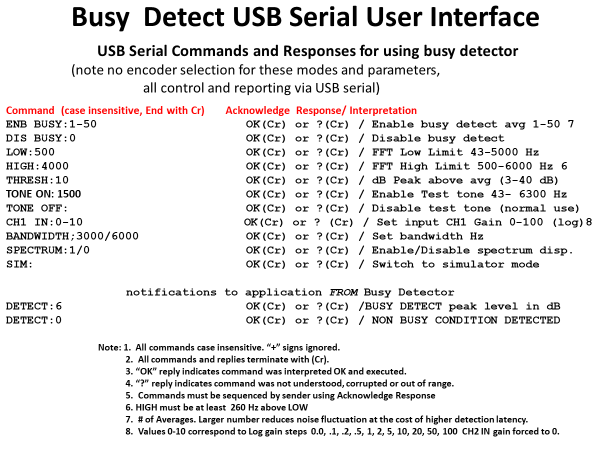 Busy Detect USB Serial User Interface
USB Serial Commands and Responses for using busy detector
(note no encoder selection for these modes and parameters,
all control and reporting via USB serial)
Command (case insensitive, End with Cr) Acknowledge Response/ Interpretation
ENB BUSY:1-50 OK(Cr) or ?(Cr) / Enable busy detect avg 1-50 7
DIS BUSY:0 OK(Cr) or ?(Cr) / Disable busy detect
LOW:500 OK(Cr) or ?(Cr) / FFT Low Limit 43-5000 Hz
HIGH:4000 OK(Cr) or ?(Cr) / FFT High Limit 500-6000 Hz 6
THRESH:10 OK(Cr) or ?(Cr) / dB Peak above avg (3-40 dB)
TONE ON: 1500 OK(Cr) or ?(Cr) / Enable Test tone 43- 6300 Hz
TONE OFF: OK(Cr) or ?(Cr) / Disable test tone (normal use)
CH1 IN:0-10 OK(Cr) or ? (Cr) / Set input CH1 Gain 0-100 (log)8
BANDWIDTH;3000/6000 OK(Cr) or ?(Cr) / Set bandwidth Hz
SPECTRUM:1/0 OK(Cr) or ?(Cr) / Enable/Disable spectrum disp.
SIM: OK(Cr) or ?(Cr) / Switch to simulator mode
notifications to application FROM Busy Detector
DETECT:6 OK(Cr) or ?(Cr) /BUSY DETECT peak level in dB
DETECT:0 OK(Cr) or ?(Cr) / NON BUSY CONDITION DETECTED
Note: 1. All commands case insensitive. "+" signs ignored.
2. All commands and replies terminate with (Cr).
3. "OK" reply indicates command was interpreted OK and executed.
4. "?" reply indicates command was not understood, corrupted or out of range.
5. Commands must be sequenced by sender using Acknowledge Response
6. HIGH must be at least 260 Hz above LOW
7. # of Averages. Larger number reduces noise fluctuation at the cost of higher detection latency.
8. Values 0-10 correspond to Log gain steps 0.0, .1, .2, .5, 1, 2, 5, 10, 20, 50, 100 CH2 IN gain forced to 0.